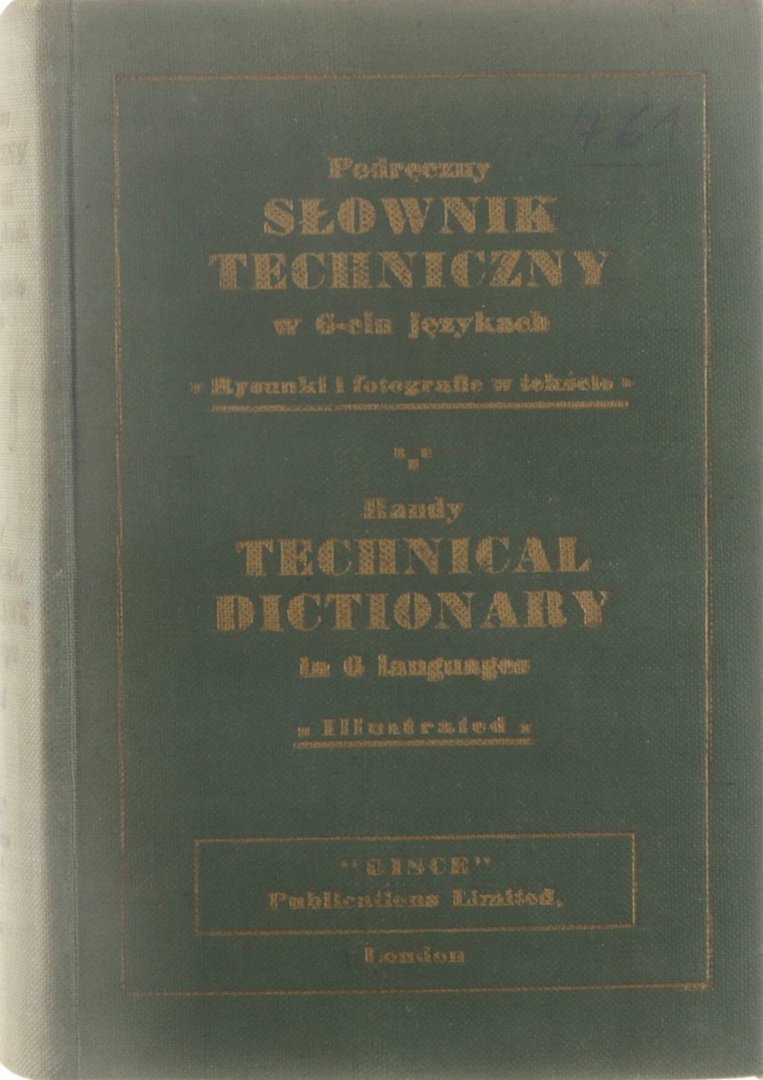 461
Podręczny
SŁOWNIK
TECHNICZNY
w 6-ciu językach
Rysunki i fotografie w tekście
Handy
TECHNICAL
DICTIONARY
in 6 languages
Illustrated
Publications Limited,
London